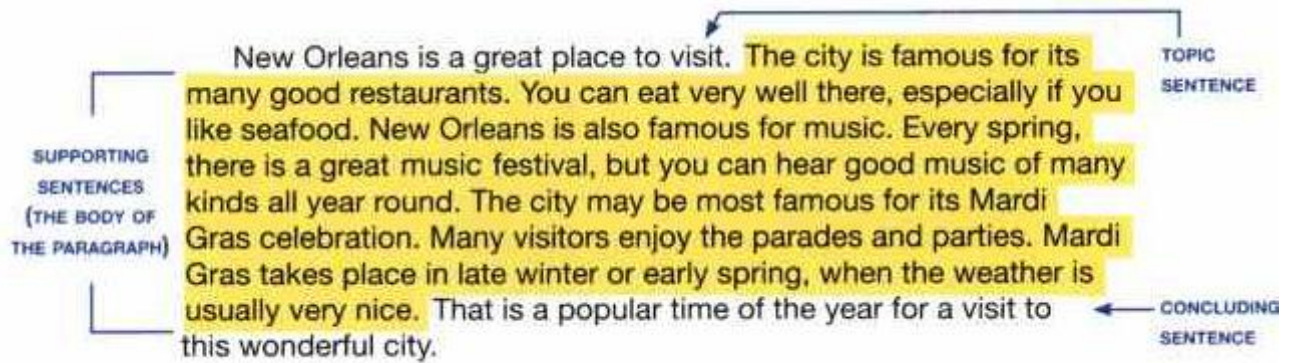 TOPIC
SENTENCE
New Orleans is a great place to visit. The city is famous for its
many good restaurants. You can eat very well there, especially if you
like seafood. New Orleans is also famous for music. Every spring,
there is a great music festival, but you can hear good music of many
kinds all year round. The city may be most famous for its Mardi
Gras celebration. Many visitors enjoy the parades and parties. Mardi
Gras takes place in late winter or early spring, when the weather is
usually very nice. That is a popular time of the year for a visit to
this wonderful city.
SUPPORTING
SENTENCES
(THE BODY OF
THE PARAGRAPH)
CONCLUDING
SENTENCE